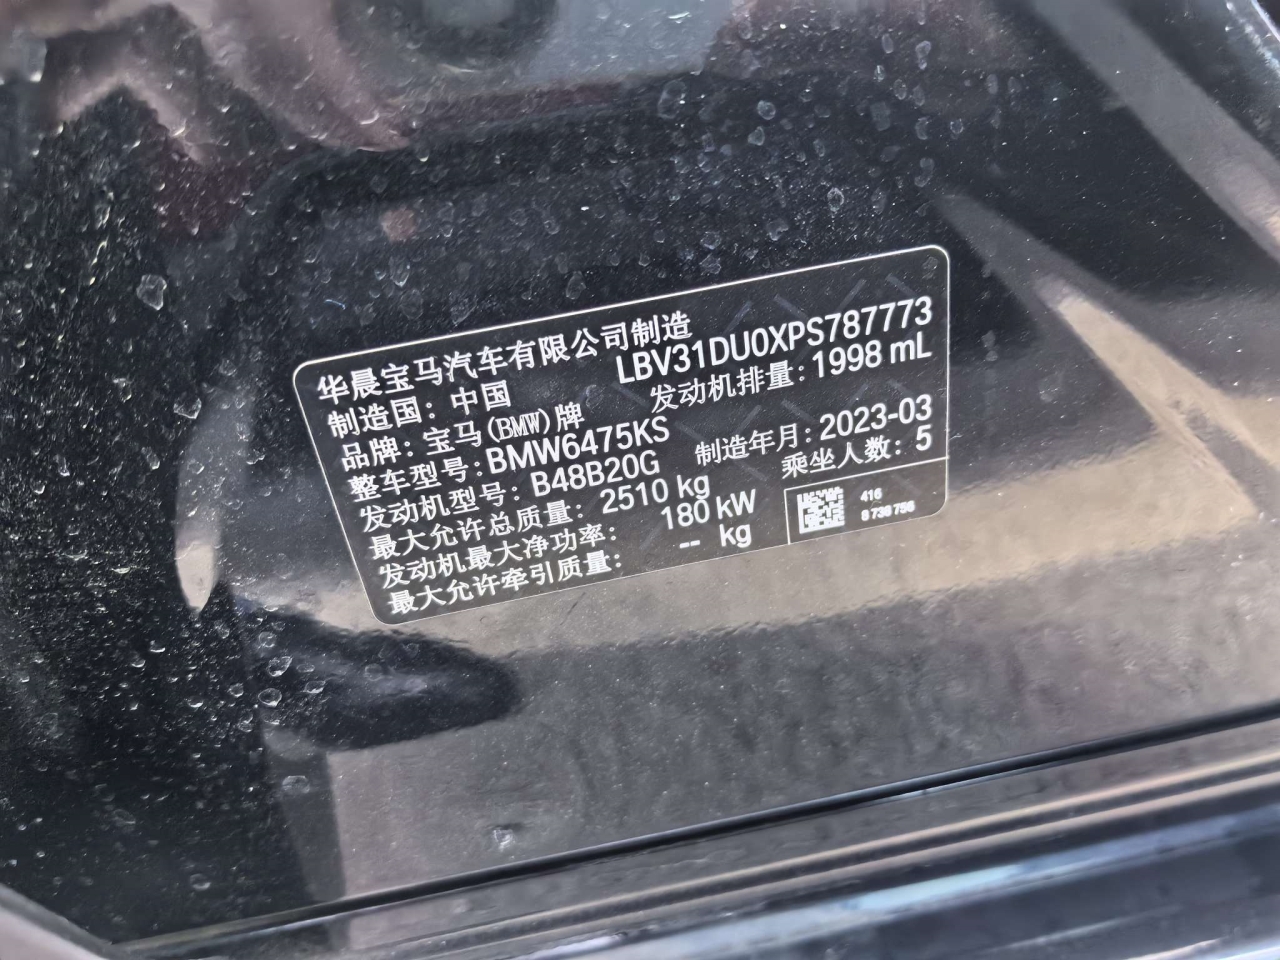 华晨宝马汽车有限公司制造
制造国：中国 LBV31DU0XPS787773
品牌：宝马(BMW)牌 发动机排量：1998 mL
整车型号：BMW6475KS
发动机型号：B48B20G 制造年月：2023-03
最大允许总质量：2510 kg 乘坐人数：5
发动机最大净功率：180 kW
最大允许牵引质量：-- kg
416
9 736 756